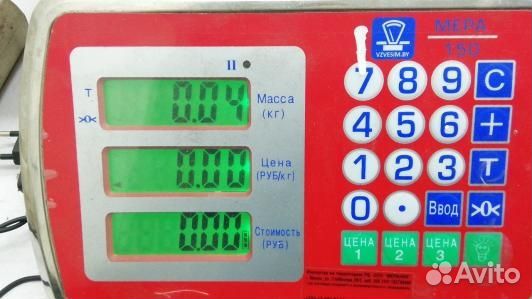 II
VZVESIM.BY
МЕРА
150
Т
>0<
0.04
Масса
(кг)
0.00
Цена
(РУБ/кг)
0.00
Стоимость
(РУБ)
7 8 9 C
4 5 6 +
1 2 3 T
0 . Ввод >0<
ЦЕНА 1
ЦЕНА 2
ЦЕНА 3
Avito